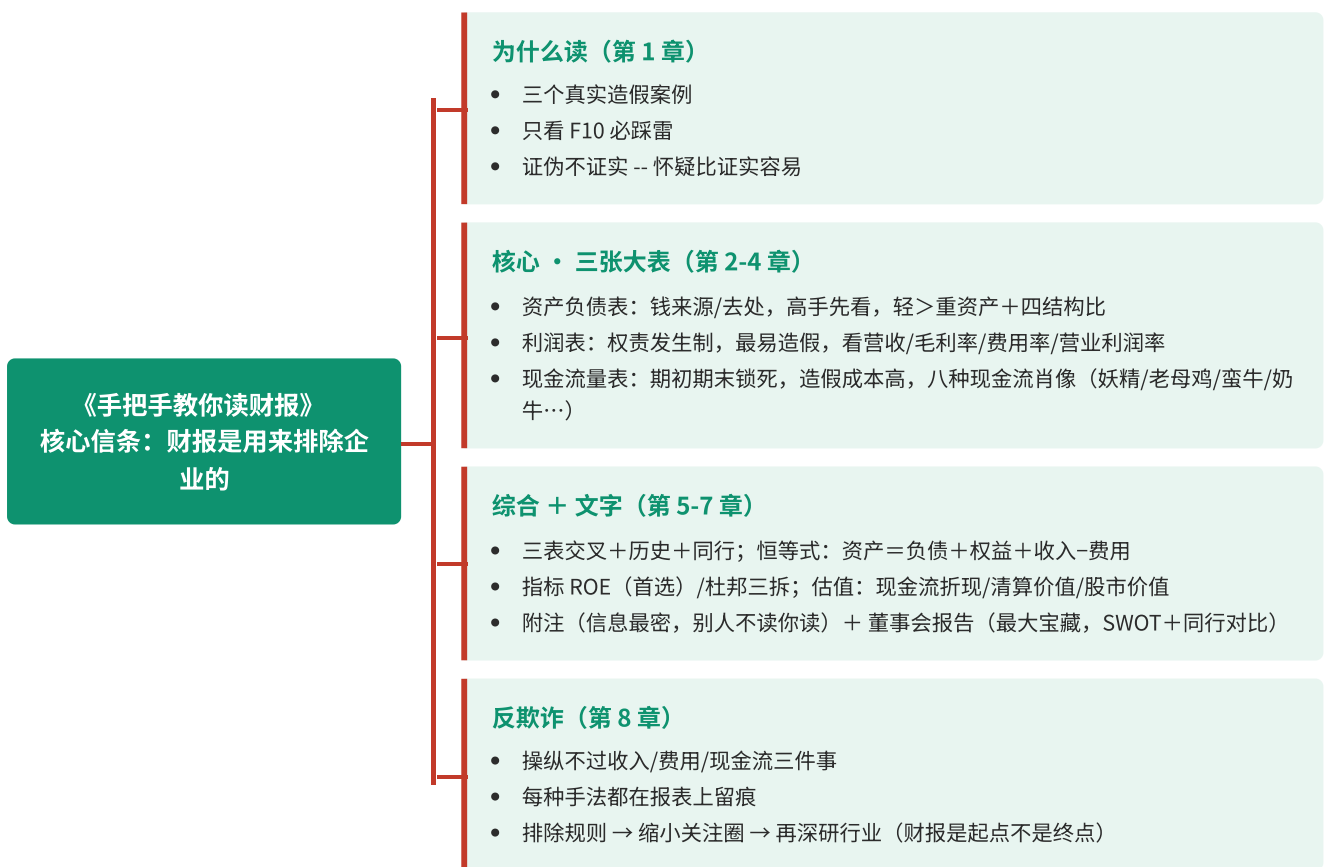 《手把手教你读财报》
核心信条：财报是用来排除企
业的
为什么读（第 1 章）
三个真实造假案例
只看 F10 必踩雷
证伪不证实 -- 怀疑比证实容易
核心 · 三张大表（第 2-4 章）
资产负债表：钱来源/去处，高手先看，轻＞重资产＋四结构比
利润表：权责发生制，最易造假，看营收/毛利率/费用率/营业利润率
现金流量表：期初期末锁死，造假成本高，八种现金流肖像（妖精/老母鸡/蛮牛/奶
牛…）
综合 ＋ 文字（第 5-7 章）
三表交叉＋历史＋同行；恒等式：资产＝负债＋权益＋收入−费用
指标 ROE（首选）/杜邦三拆；估值：现金流折现/清算价值/股市价值
附注（信息最密，别人不读你读）＋ 董事会报告（最大宝藏，SWOT＋同行对比）
反欺诈（第 8 章）
操纵不过收入/费用/现金流三件事
每种手法都在报表上留痕
排除规则 → 缩小关注圈 → 再深研行业（财报是起点不是终点）